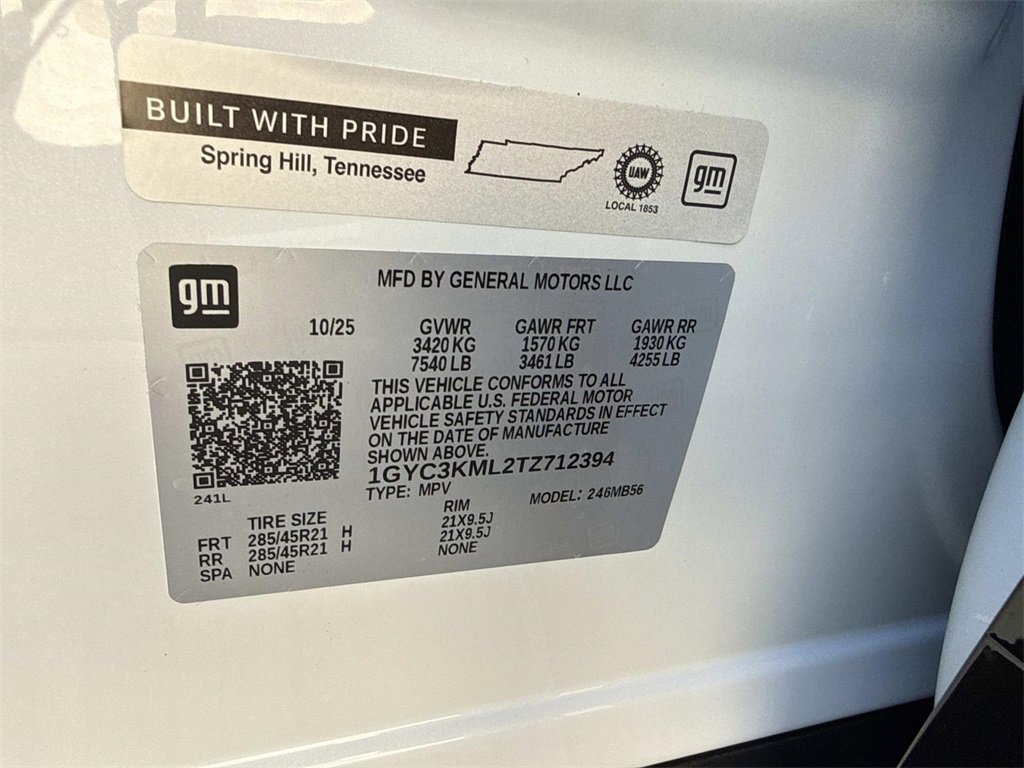 BUILT WITH PRIDE
Spring Hill, Tennessee
UAW
LOCAL 1853
gm
gm
MFD BY GENERAL MOTORS LLC
10/25 GVWR GAWR FRT GAWR RR
3420 KG 1570 KG 1930 KG
7540 LB 3461 LB 4255 LB
THIS VEHICLE CONFORMS TO ALL
APPLICABLE U.S. FEDERAL MOTOR
VEHICLE SAFETY STANDARDS IN EFFECT
ON THE DATE OF MANUFACTURE
SHOWN ABOVE.
1GYC3KML2TZ712394
241L
TYPE: MPV MODEL: 246MB56
TIRE SIZE RIM
FRT 285/45R21 H 21X9.5J
RR 285/45R21 H 21X9.5J
SPA NONE NONE